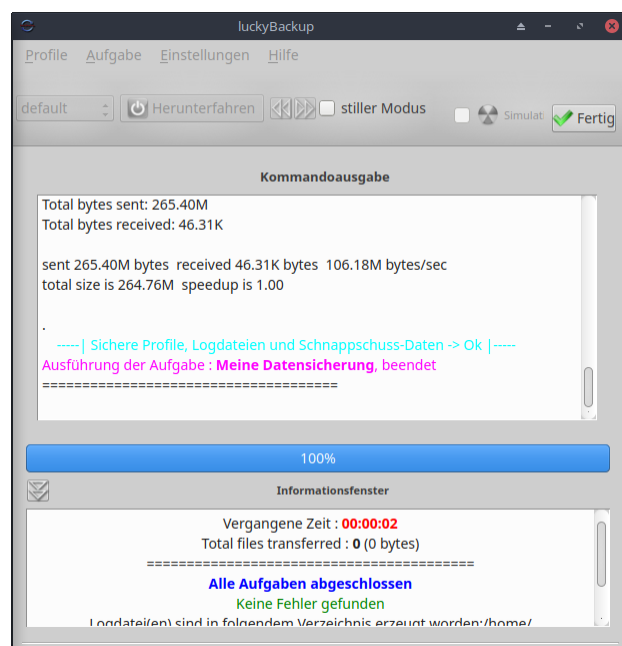 luckyBackup
Profile Aufgabe Einstellungen Hilfe
default Herunterfahren stiller Modus Simulat Fertig
Kommandoausgabe
Total bytes sent: 265.40M
Total bytes received: 46.31K
sent 265.40M bytes received 46.31K bytes 106.18M bytes/sec
total size is 264.76M speedup is 1.00
.
-----| Sichere Profile, Logdateien und Schnappschuss-Daten -> Ok |-----
Ausführung der Aufgabe : Meine Datensicherung, beendet
=====================================
100%
Informationsfenster
Vergangene Zeit : 00:00:02
Total files transferred : 0 (0 bytes)
=========================================
Alle Aufgaben abgeschlossen
Keine Fehler gefunden
Logdatei(en) sind in folgendem Verzeichnis erzeugt worden:/home/